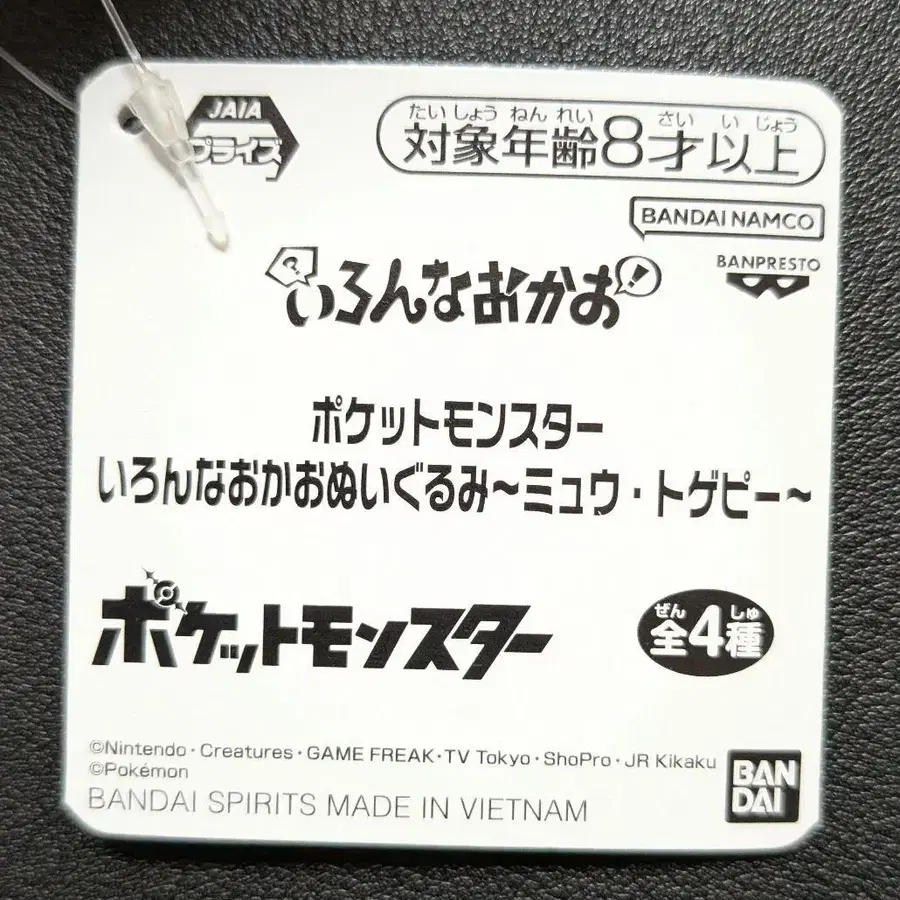 JAIA
プライズ
たいしょうねんれい さい い じょう
対象年齢8才以上
BANDAI NAMCO
BANPRESTO
?いろんなおかお!
ポケットモンスター
いろんなおかおぬいぐるみ~ミュウ・トゲピー~
ポケットモンスター
ぜん しゅ
全4種
©Nintendo・Creatures・GAME FREAK・TV Tokyo・ShoPro・JR Kikaku
©Pokémon
BANDAI SPIRITS MADE IN VIETNAM
BAN
DAI